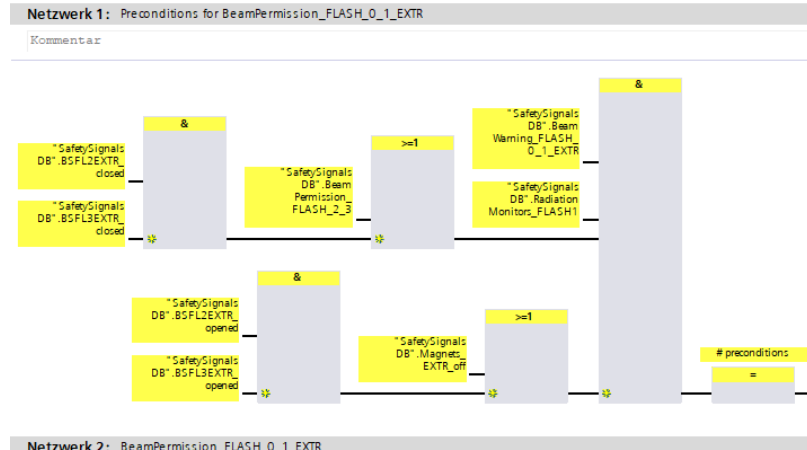 Netzwerk 1: Preconditions for BeamPermission_FLASH_0_1_EXTR
Kommentar
&
"SafetySignals
DB".BSFL2EXTR_
closed
"SafetySignals
DB".BSFL3EXTR_
closed
>=1
"SafetySignals
DB".Beam
Permission_
FLASH_2_3
&
"SafetySignals
DB".Beam
Warning_FLASH_
0_1_EXTR
"SafetySignals
DB".Radiation
Monitors_FLASH1
&
"SafetySignals
DB".BSFL2EXTR_
opened
"SafetySignals
DB".BSFL3EXTR_
opened
>=1
"SafetySignals
DB".Magnets_
EXTR_off
# preconditions
=
Netzwerk 2: BeamPermission_FLASH_0_1_EXTR